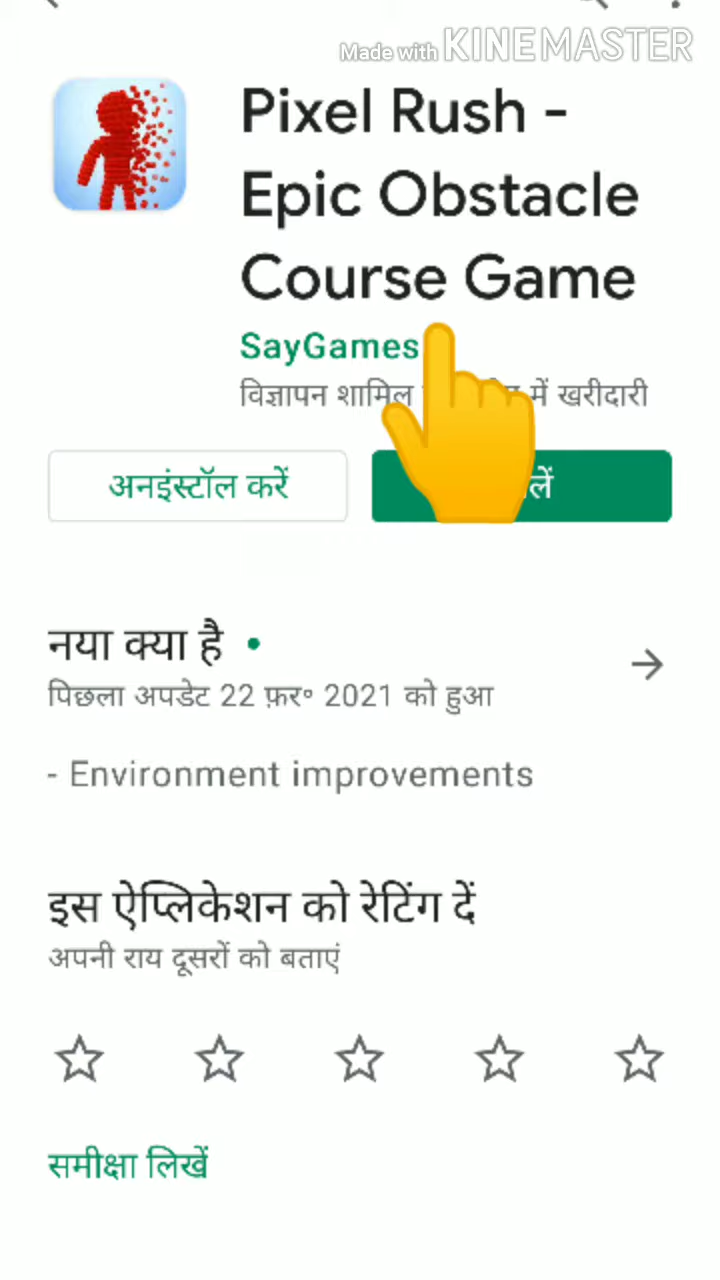 Made with KINEMASTER
Pixel Rush -
Epic Obstacle
Course Game
SayGames
विज्ञापन शामिल में खरीदारी
अनइंस्टॉल करें
नया क्या है •
पिछला अपडेट 22 फ़र॰ 2021 को हुआ
- Environment improvements
इस ऐप्लिकेशन को रेटिंग दें
अपनी राय दूसरों को बताएं
समीक्षा लिखें